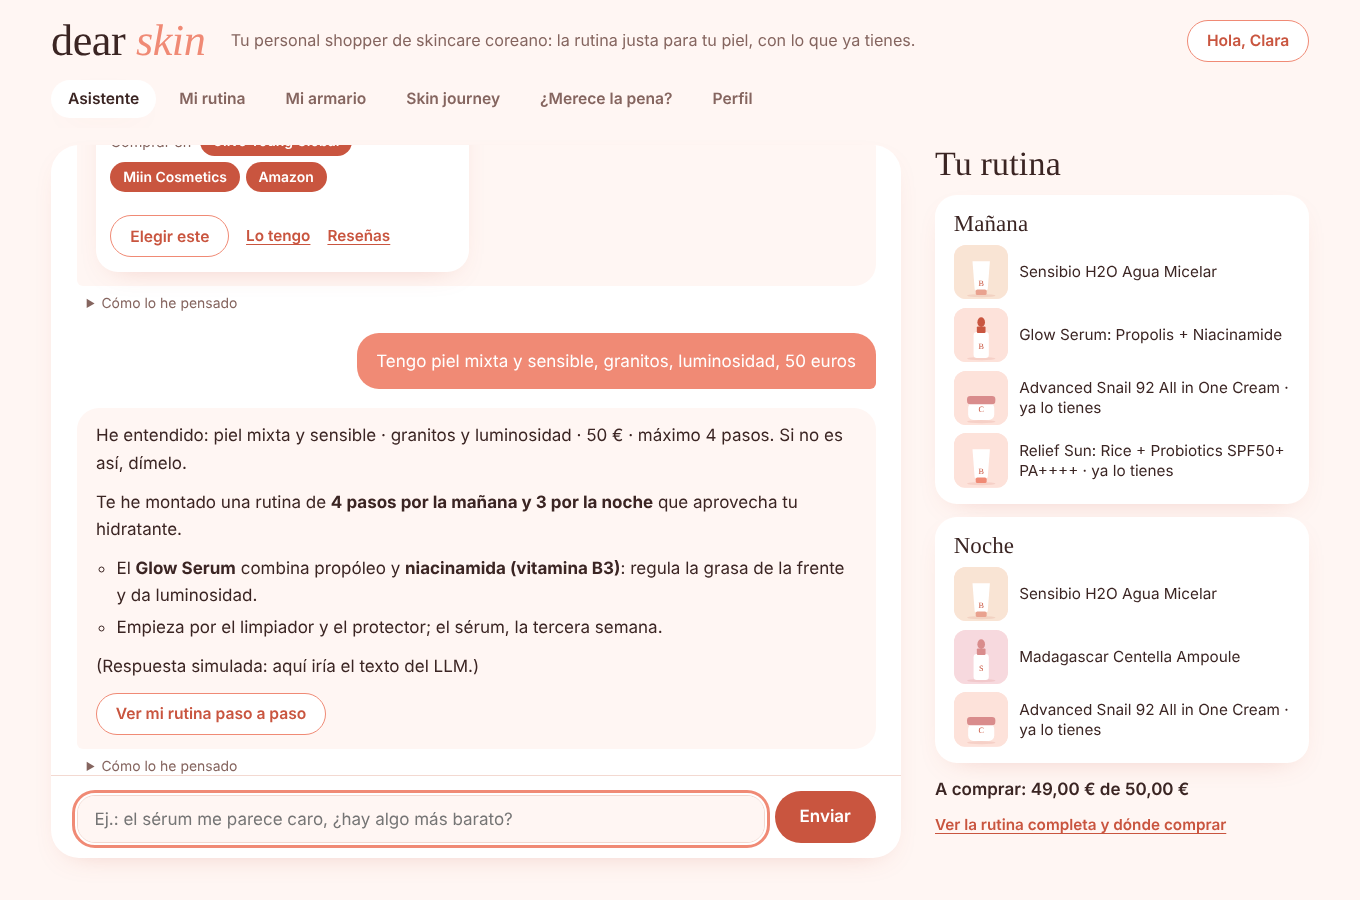 dear skin
Tu personal shopper de skincare coreano: la rutina justa para tu piel, con lo que ya tienes.
Hola, Clara
Asistente
Mi rutina
Mi armario
Skin journey
¿Merece la pena?
Perfil
Miin Cosmetics
Amazon
Elegir este
Lo tengo
Reseñas
Cómo lo he pensado
Tengo piel mixta y sensible, granitos, luminosidad, 50 euros
He entendido: piel mixta y sensible · granitos y luminosidad · 50 € · máximo 4 pasos. Si no es
así, dímelo.
Te he montado una rutina de 4 pasos por la mañana y 3 por la noche que aprovecha tu
hidratante.
El Glow Serum combina propóleo y niacinamida (vitamina B3): regula la grasa de la frente
y da luminosidad.
Empieza por el limpiador y el protector; el sérum, la tercera semana.
(Respuesta simulada: aquí iría el texto del LLM.)
Ver mi rutina paso a paso
Cómo lo he pensado
Ej.: el sérum me parece caro, ¿hay algo más barato?
Enviar
Tu rutina
Mañana
B
Sensibio H2O Agua Micelar
B
Glow Serum: Propolis + Niacinamide
C
Advanced Snail 92 All in One Cream ·
ya lo tienes
B
Relief Sun: Rice + Probiotics SPF50+
PA++++ · ya lo tienes
Noche
B
Sensibio H2O Agua Micelar
S
Madagascar Centella Ampoule
C
Advanced Snail 92 All in One Cream ·
ya lo tienes
A comprar: 49,00 € de 50,00 €
Ver la rutina completa y dónde comprar